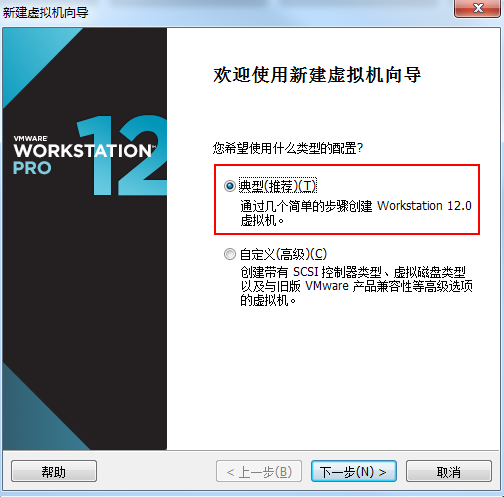 新建虚拟机向导
欢迎使用新建虚拟机向导
VMWARE
WORKSTATION™
PRO
12
您希望使用什么类型的配置?
典型(推荐)(T)
通过几个简单的步骤创建 Workstation 12.0
虚拟机。
自定义(高级)(C)
创建带有 SCSI 控制器类型、虚拟磁盘类型
以及与旧版 VMware 产品兼容性等高级选项
的虚拟机。
帮助
< 上一步(B)
下一步(N) >
取消